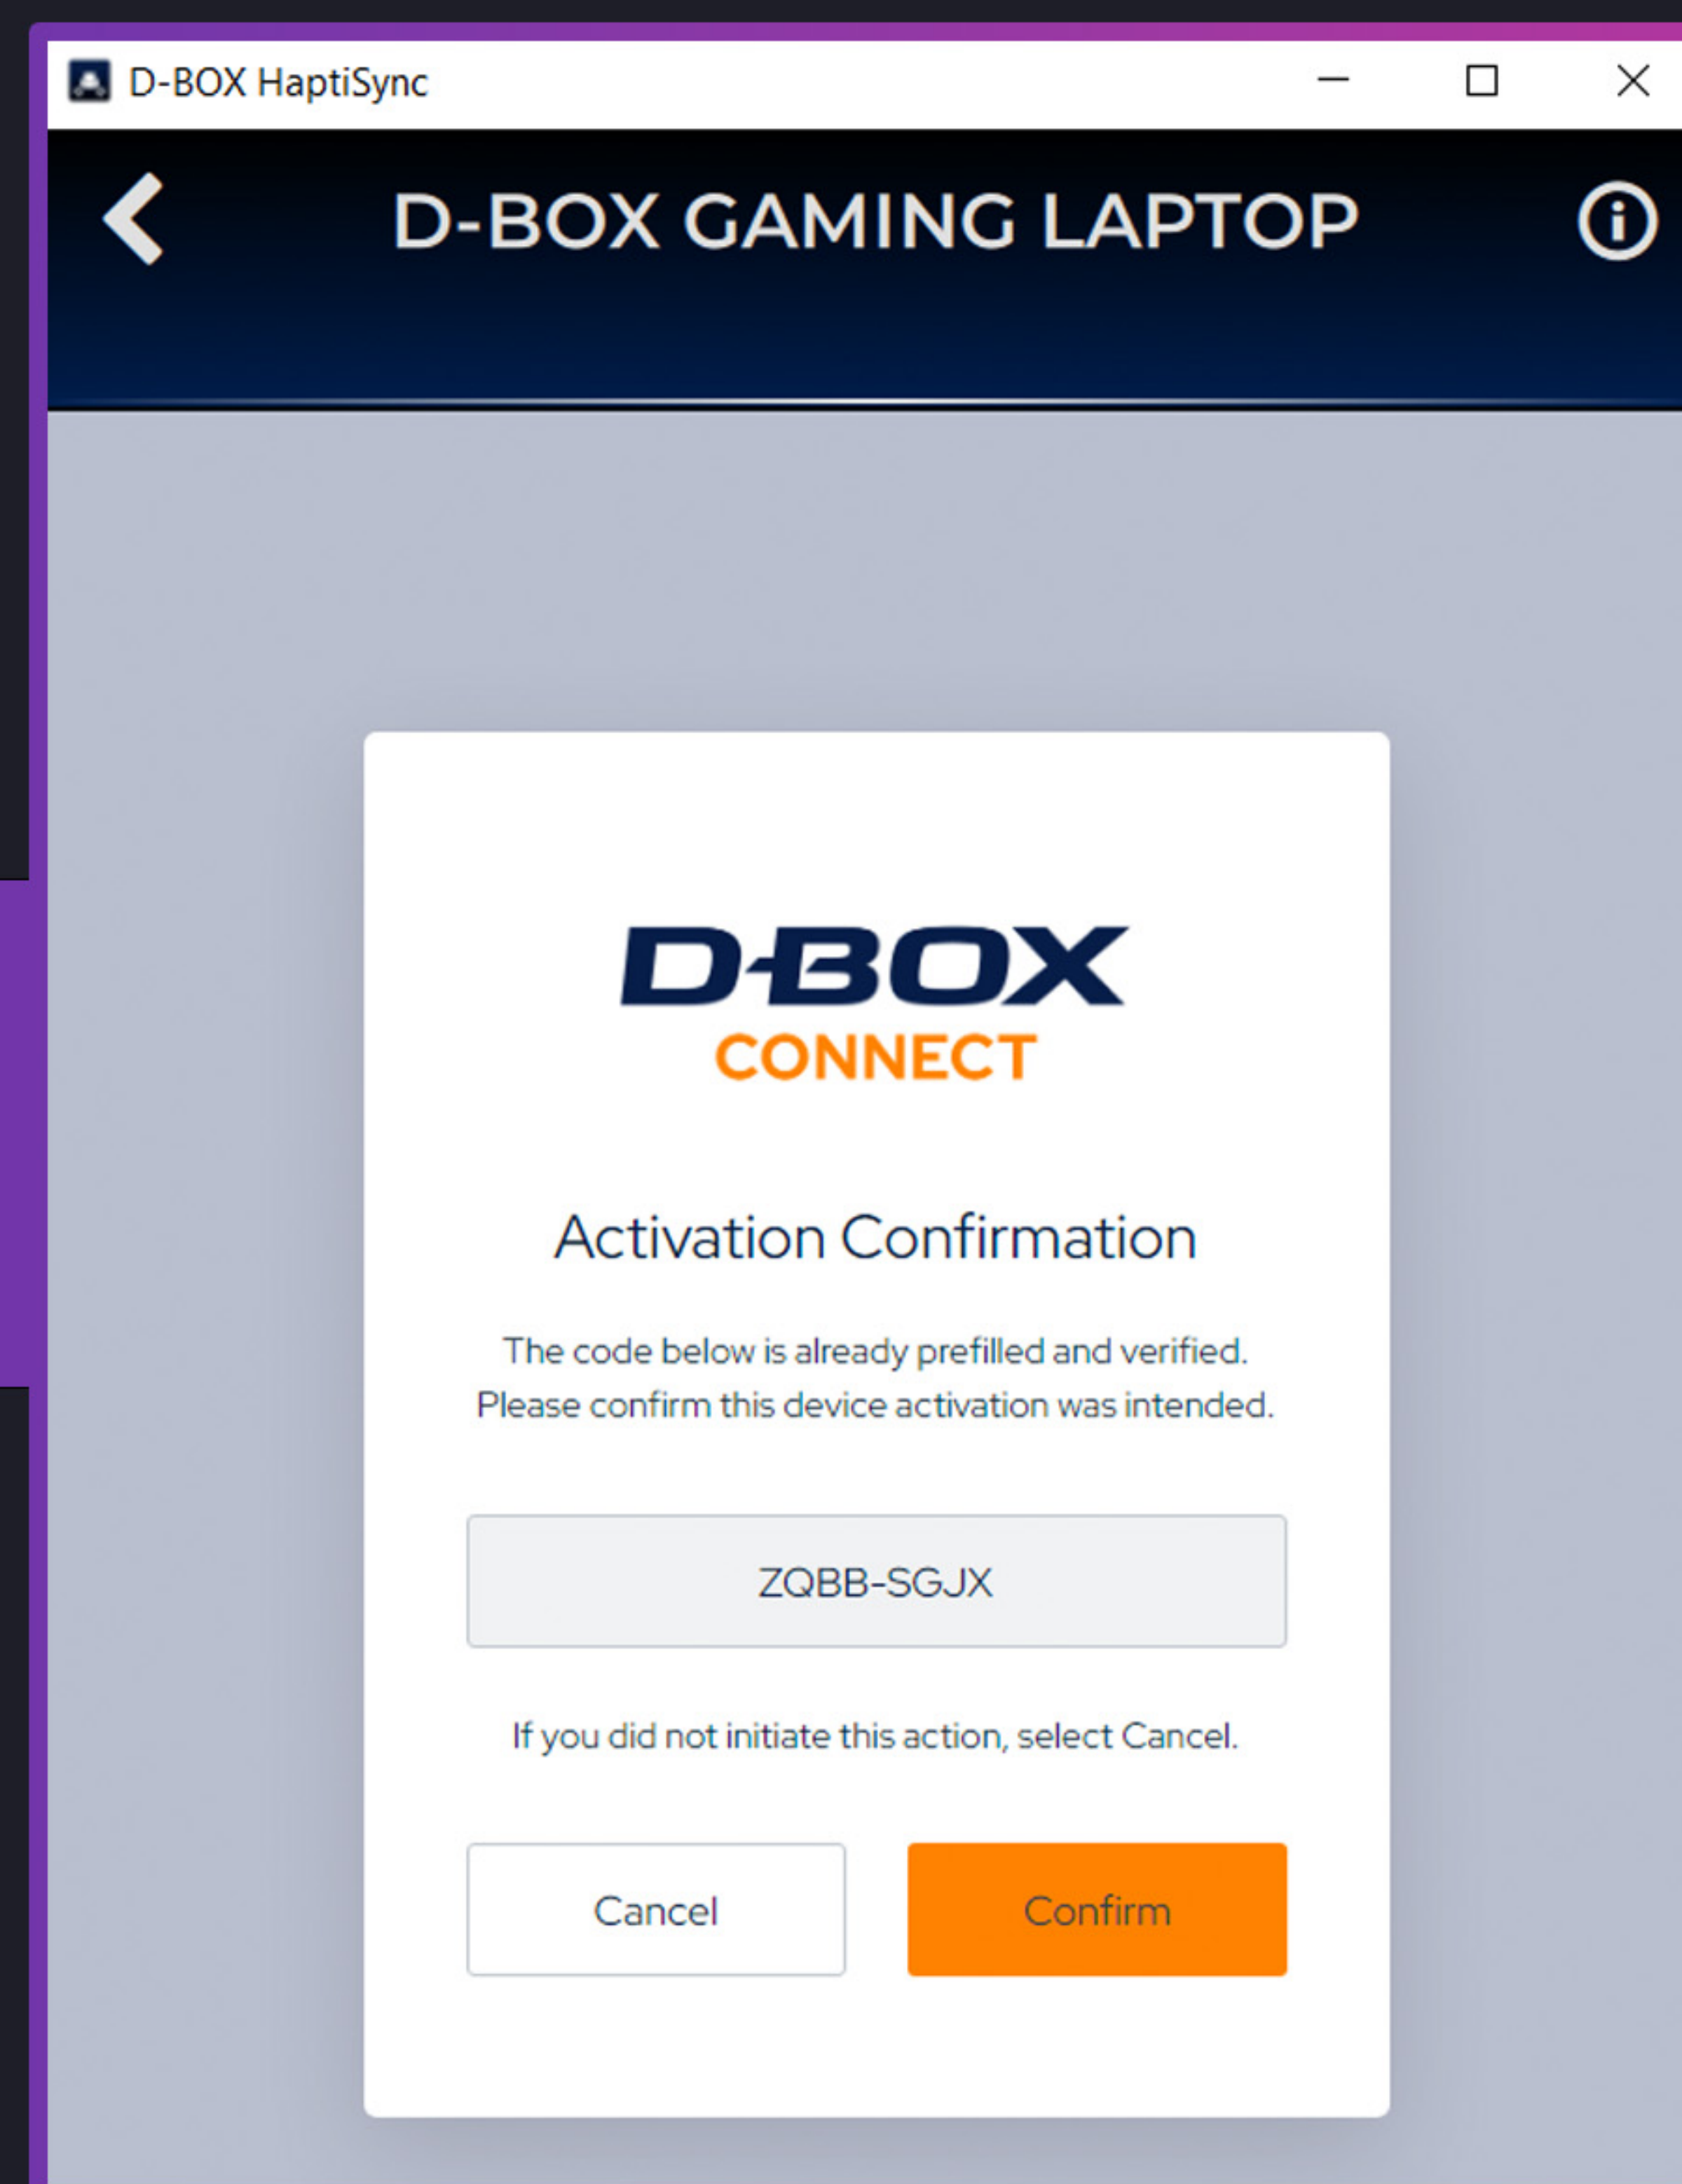 D-BOX HaptiSync
D-BOX GAMING LAPTOP
D-BOX
CONNECT
Activation Confirmation
The code below is already prefilled and verified.
Please confirm this device activation was intended.
ZQBB-SGJX
If you did not initiate this action, select Cancel.
Cancel
Confirm